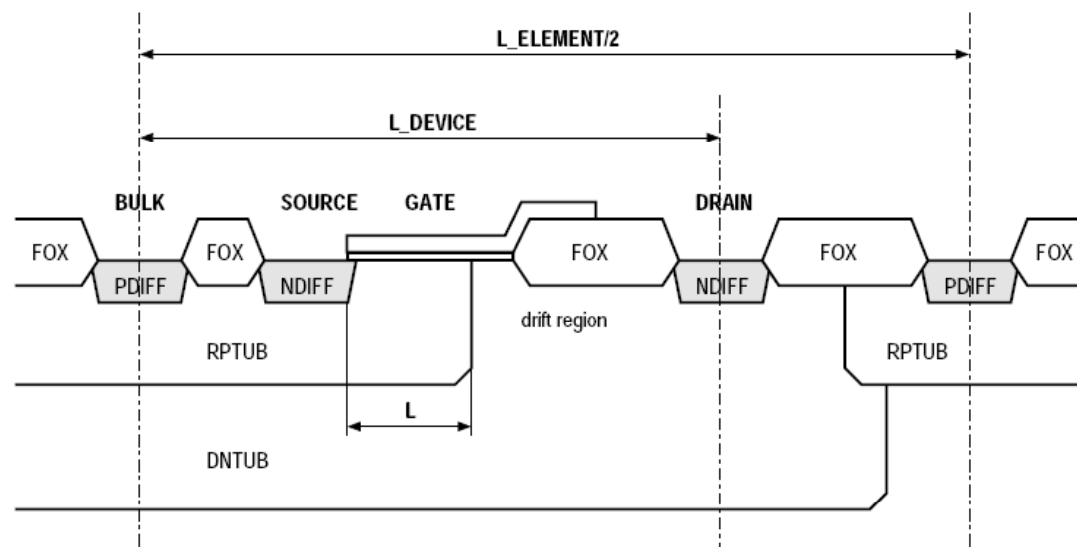 L_ELEMENT/2
L_DEVICE
BULK SOURCE GATE DRAIN
FOX FOX FOX FOX FOX
PDIFF NDIFF NDIFF PDIFF
drift region
RPTUB RPTUB
L
DNTUB